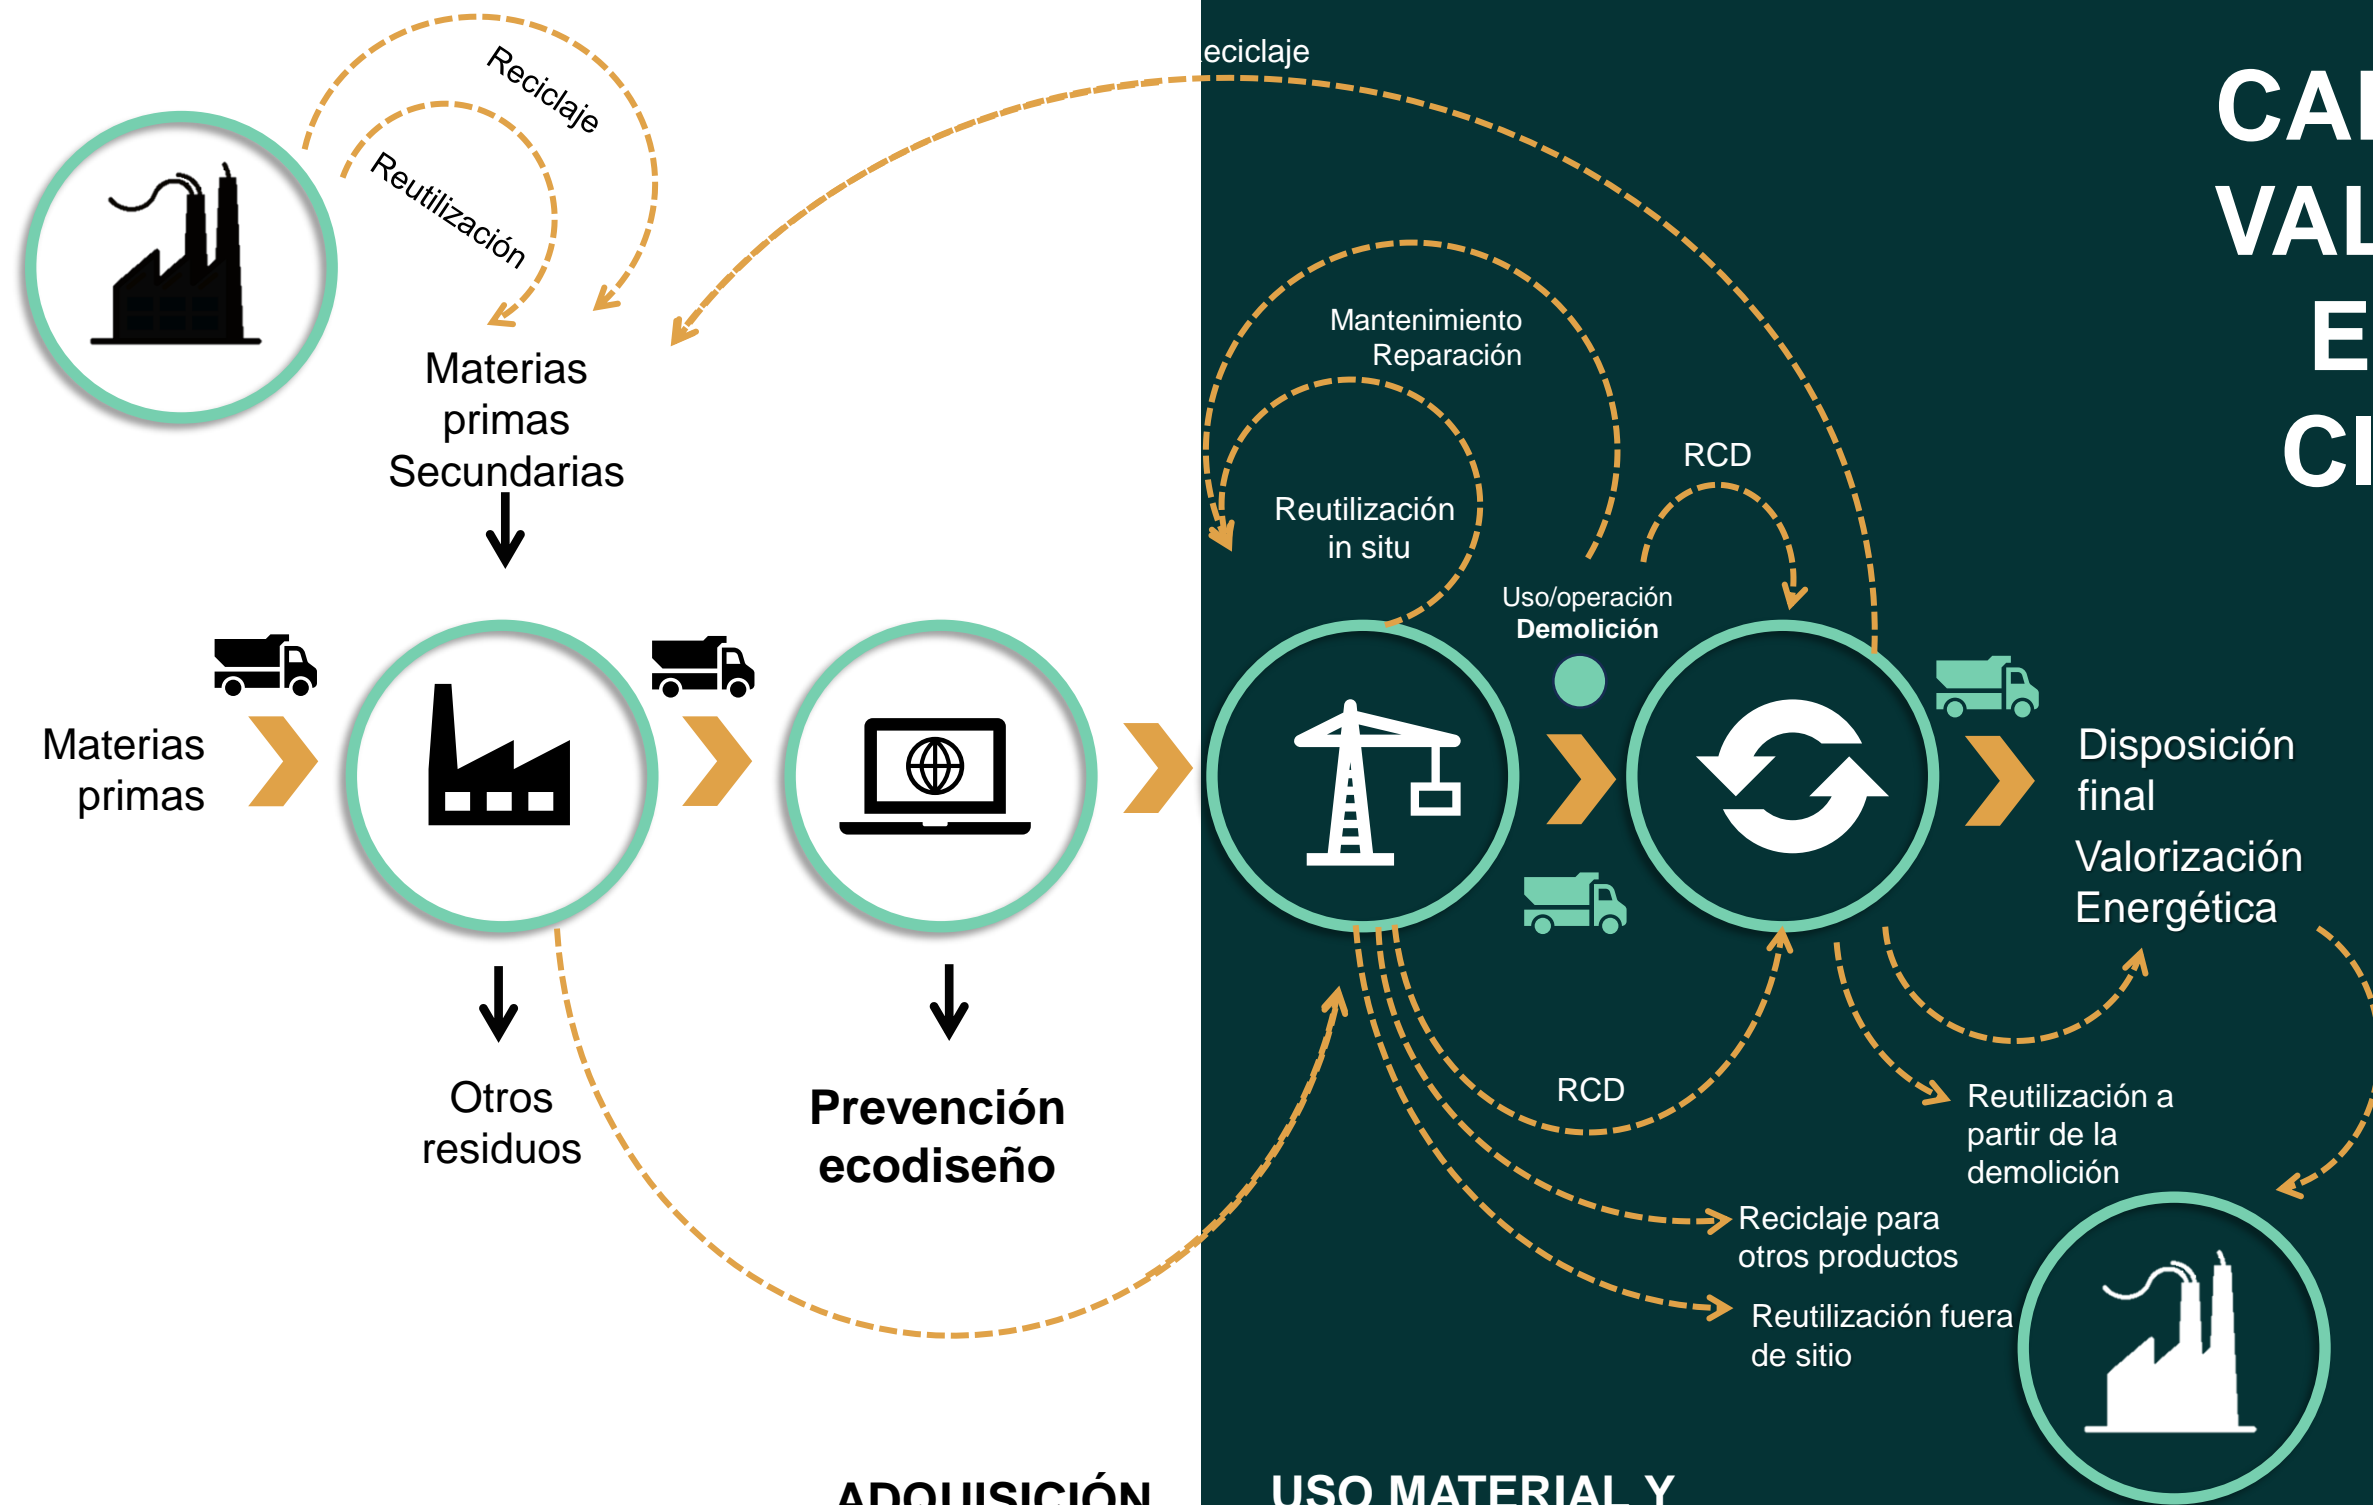 Reciclaje
Reutilización
Materias
primas
Secundarias
Materias
primas
Otros
residuos
Prevención
ecodiseño
ADQUISICIÓN
eciclaje
Mantenimiento
Reparación
Reutilización
in situ
RCD
Uso/operación
Demolición
Disposición
final
Valorización
Energética
RCD
Reutilización a
partir de la
demolición
Reciclaje para
otros productos
Reutilización fuera
de sitio
USO MATERIAL Y
VAL
E
CI